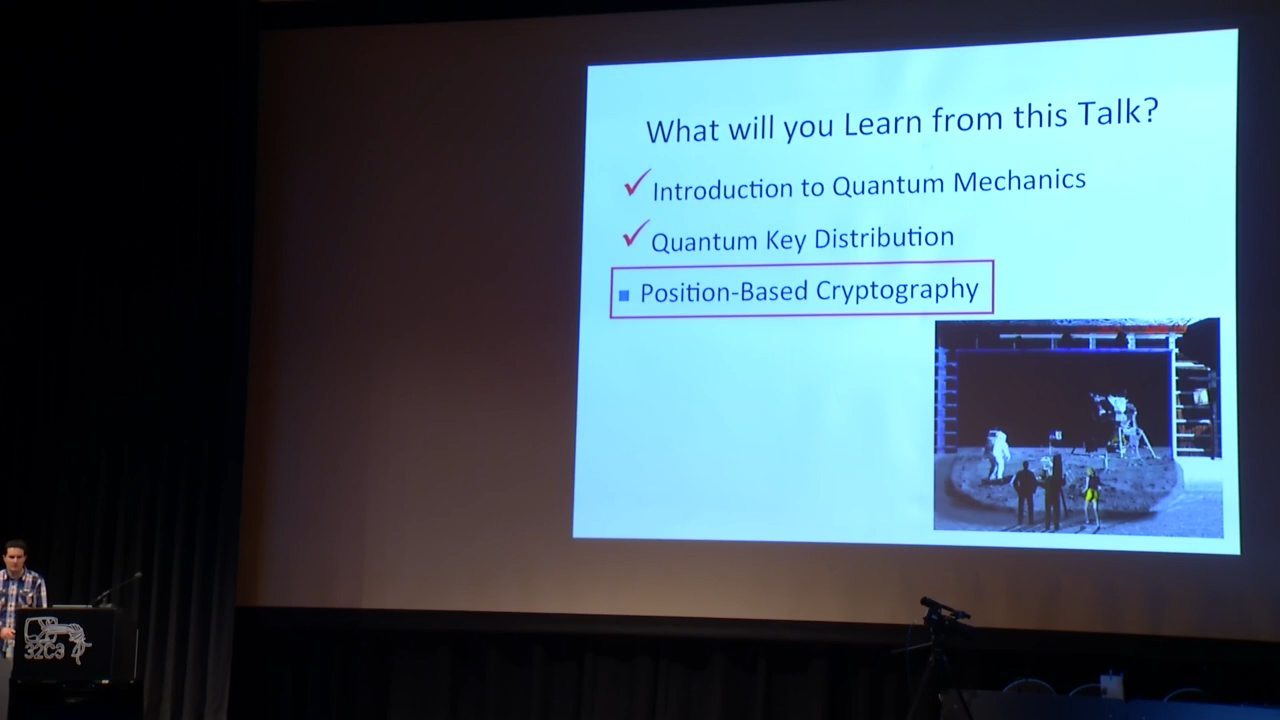 What will you Learn from this Talk?
Introduction to Quantum Mechanics
Quantum Key Distribution
Position-Based Cryptography
32C3